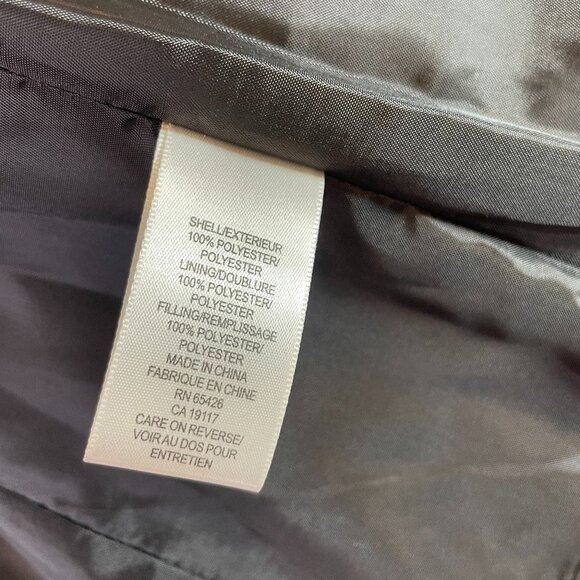 SHELL/EXTERIEUR
100% POLYESTER/
POLYESTER
LINING/DOUBLURE
100% POLYESTER/
POLYESTER
FILLING/REMPLISSAGE
100% POLYESTER/
POLYESTER
MADE IN CHINA
FABRIQUE EN CHINE
RN 65426
CA 19117
CARE ON REVERSE/
VOIR AU DOS POUR
ENTRETIEN